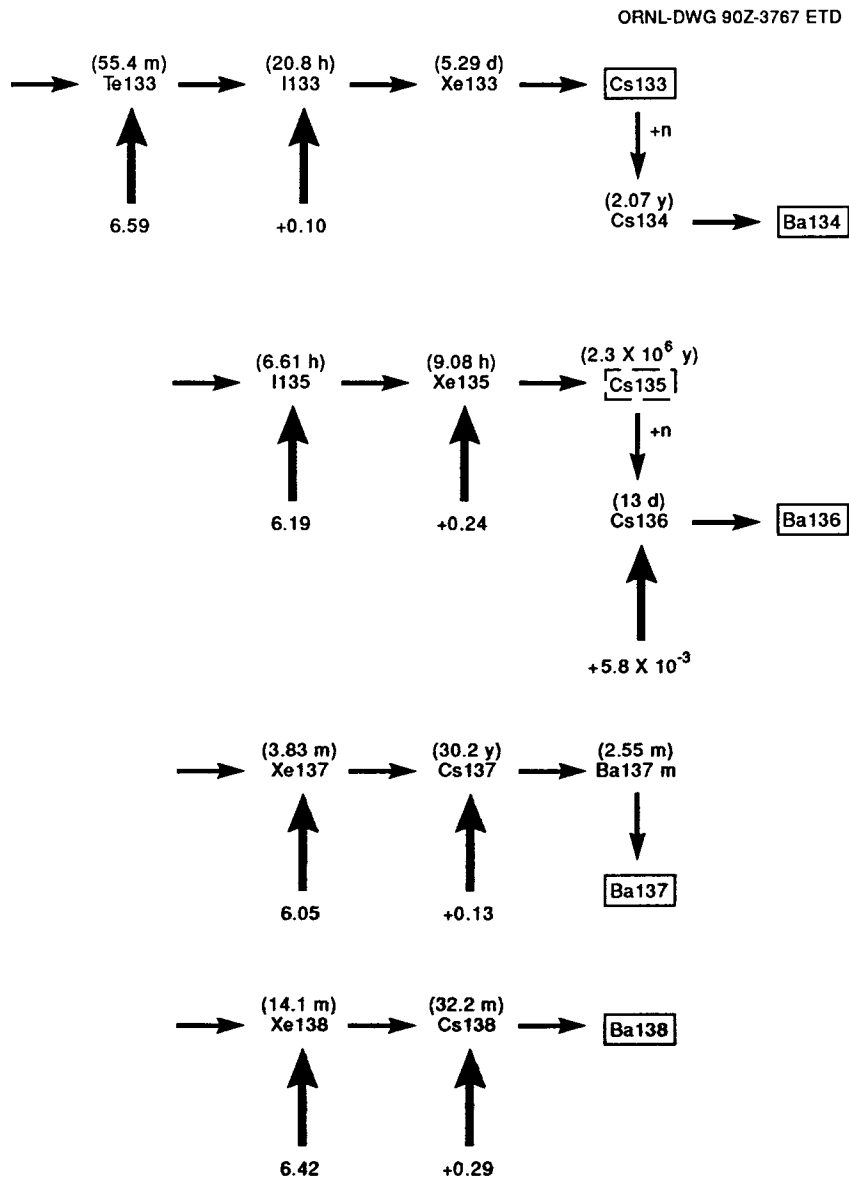 ORNL-DWG 90Z-3767 ETD
(55.4 m) (20.8 h) (5.29 d)
Te133 I133 Xe133 Cs133
+n
6.59 +0.10
(2.07 y)
Cs134 Ba134
(6.61 h) (9.08 h) (2.3 X 10⁶ y)
I135 Xe135 Cs135
+n
6.19 +0.24
(13 d)
Cs136 Ba136
+5.8 X 10⁻³
(3.83 m) (30.2 y) (2.55 m)
Xe137 Cs137 Ba137 m
Ba137
6.05 +0.13
(14.1 m) (32.2 m)
Xe138 Cs138 Ba138
6.42 +0.29